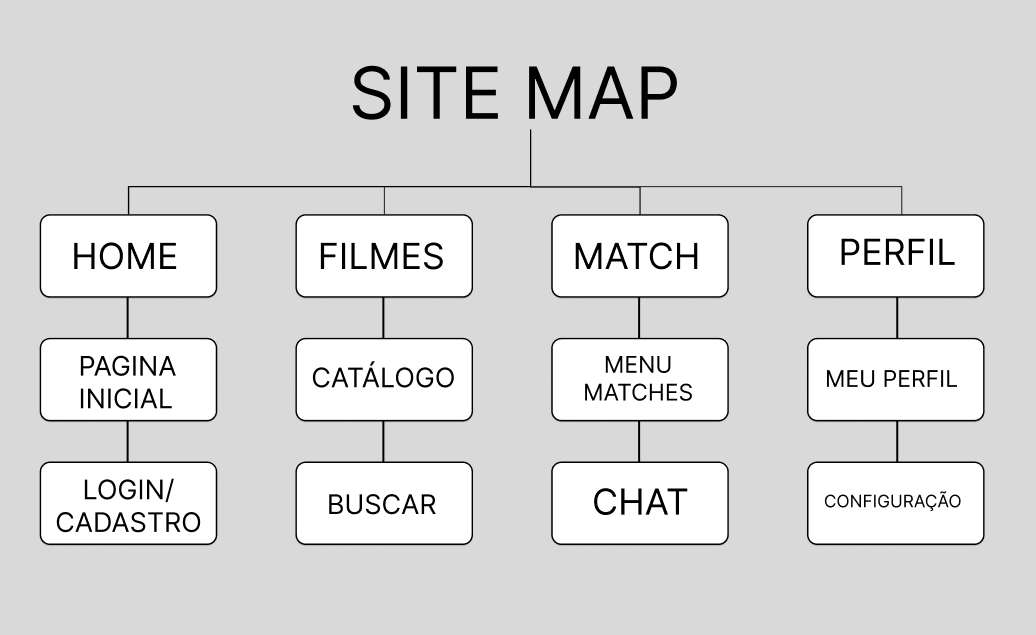 SITE MAP
HOME
FILMES
MATCH
PERFIL
PAGINA
INICIAL
CATÁLOGO
MENU
MATCHES
MEU PERFIL
LOGIN/
CADASTRO
BUSCAR
CHAT
CONFIGURAÇÃO